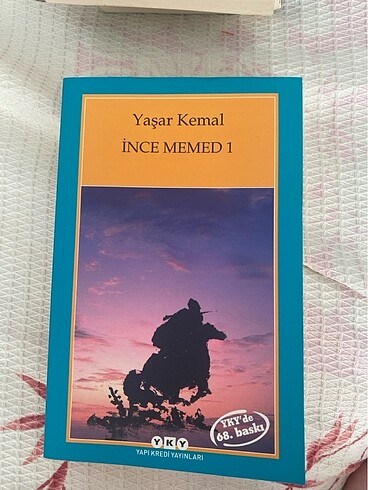 Yaşar Kemal
İNCE MEMED 1
YKY'de
68. baskı
YKY
YAPI KREDİ YAYINLARI